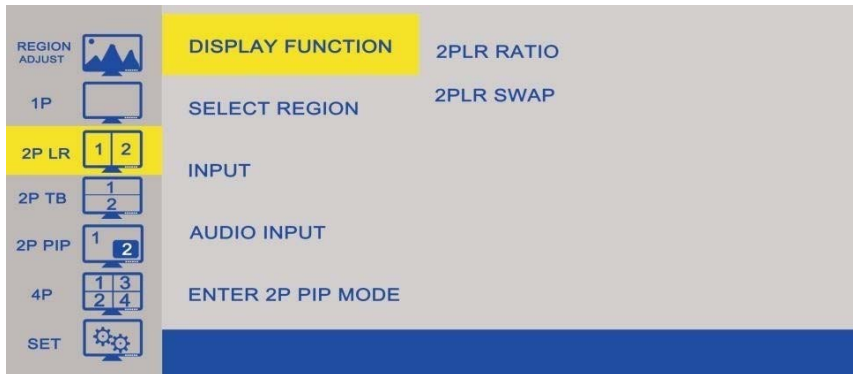 REGION
ADJUST
1P
2P LR
1 2
2P TB
1
2
2P PIP
1
2
4P
1 3
2 4
SET
DISPLAY FUNCTION
SELECT REGION
INPUT
AUDIO INPUT
ENTER 2P PIP MODE
2PLR RATIO
2PLR SWAP